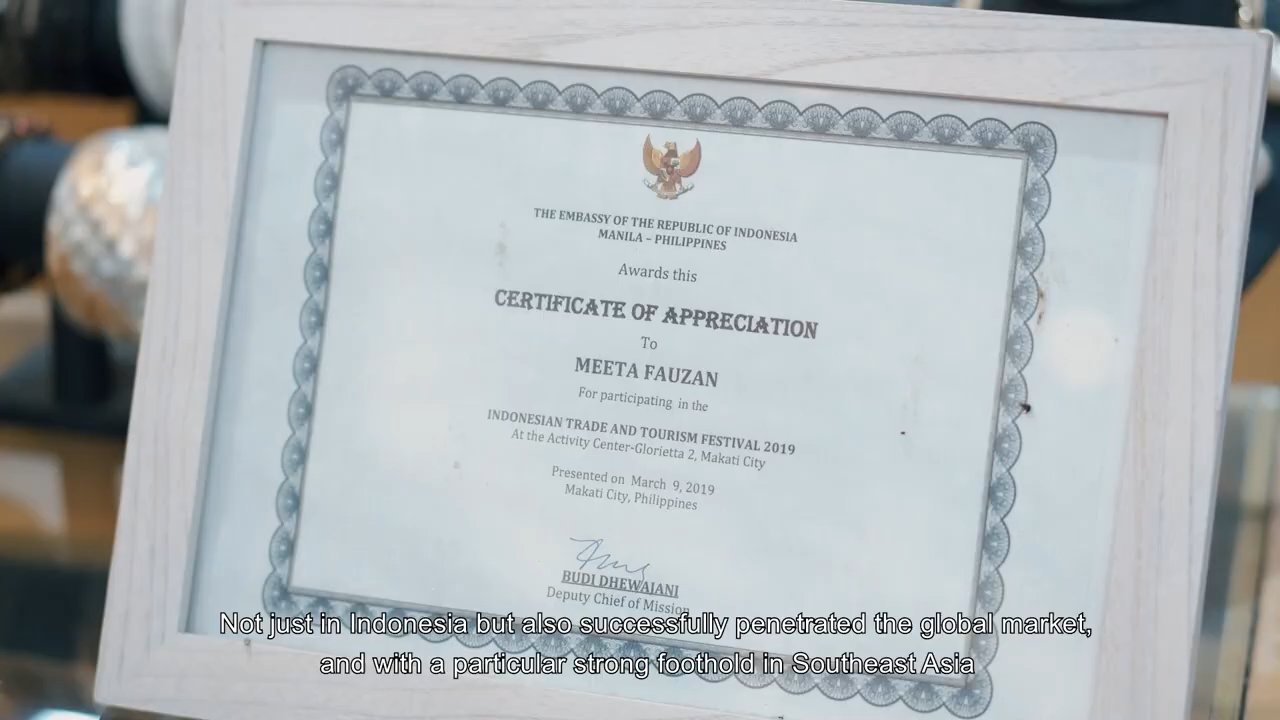 THE EMBASSY OF THE REPUBLIC OF INDONESIA
MANILA – PHILIPPINES
Awards this
CERTIFICATE OF APPRECIATION
To
MEETA FAUZAN
For participating in the
INDONESIAN TRADE AND TOURISM FESTIVAL 2019
At the Activity Center-Glorietta 2, Makati City
Presented on March 9, 2019
Makati City, Philippines
BUDI DHEWAJANI
Deputy Chief of Mission
Not just in Indonesia but also successfully penetrated the global market,
and with a particular strong foothold in Southeast Asia